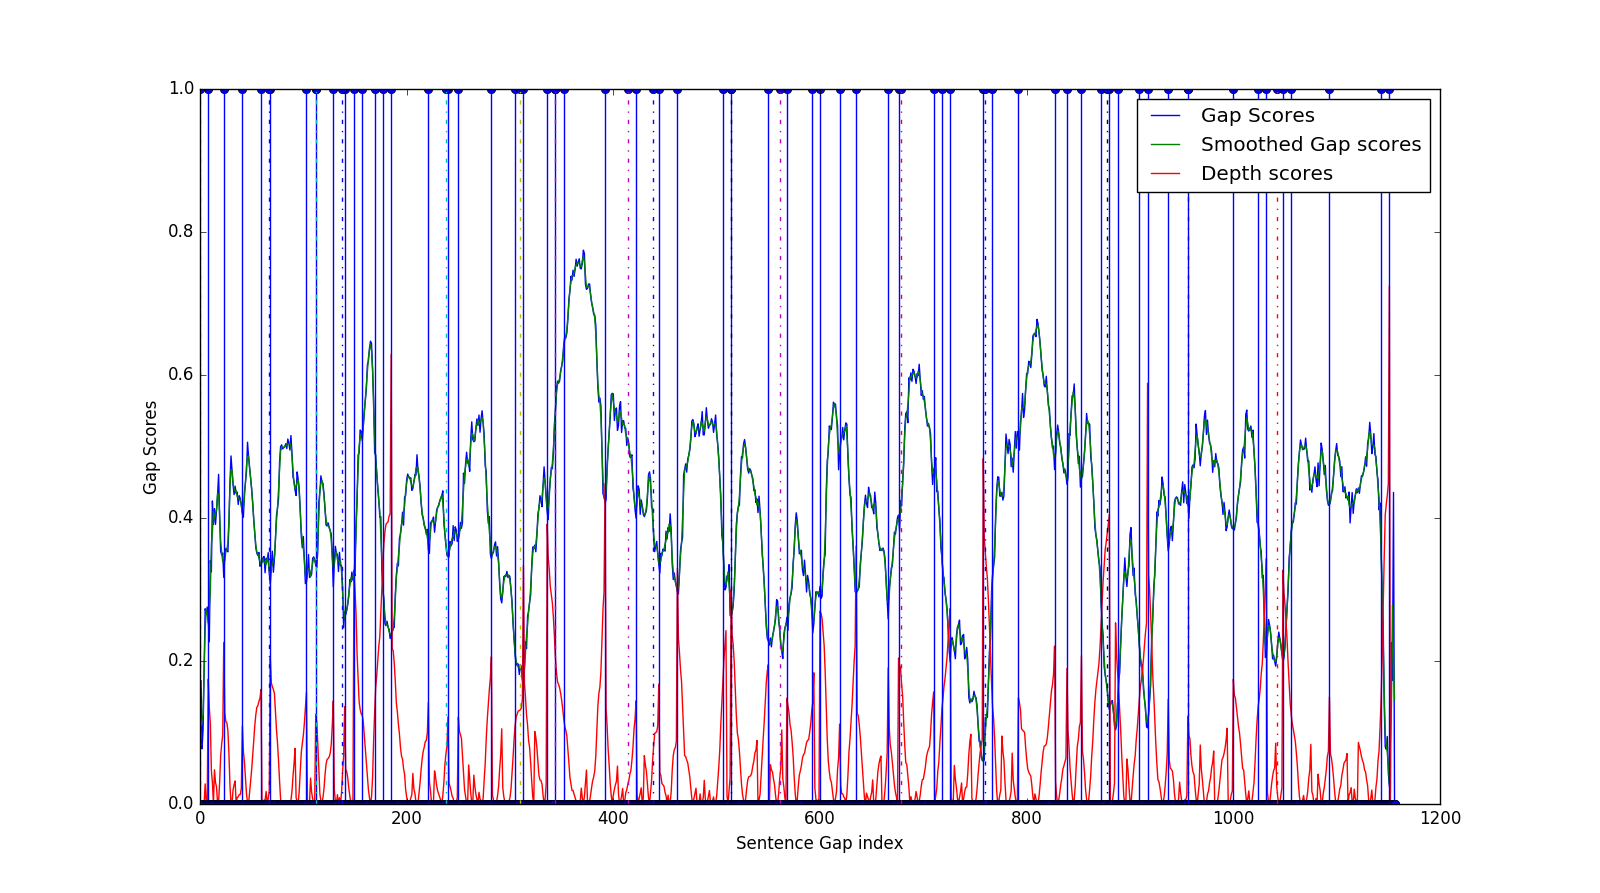 1.0
0.8
0.6
0.4
0.2
0.0
Gap Scores
Gap Scores
Smoothed Gap scores
Depth scores
0 200 400 600 800 1000 1200
Sentence Gap index